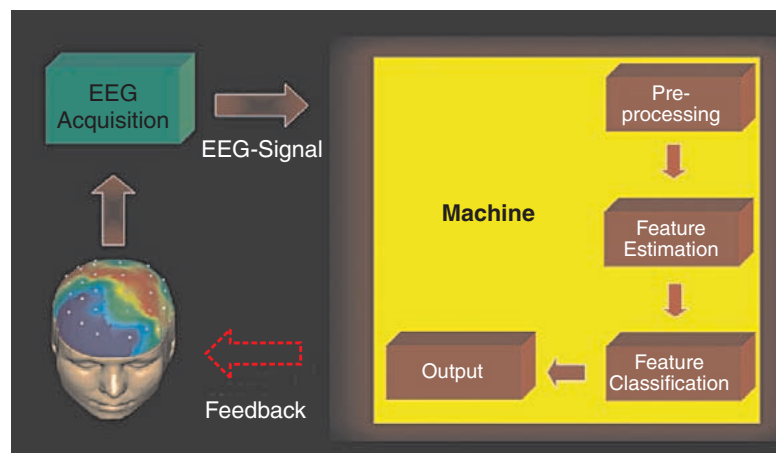 EEG
Acquisition
EEG-Signal
Pre-
processing
Machine
Feature
Estimation
Feature
Classification
Output
Feedback